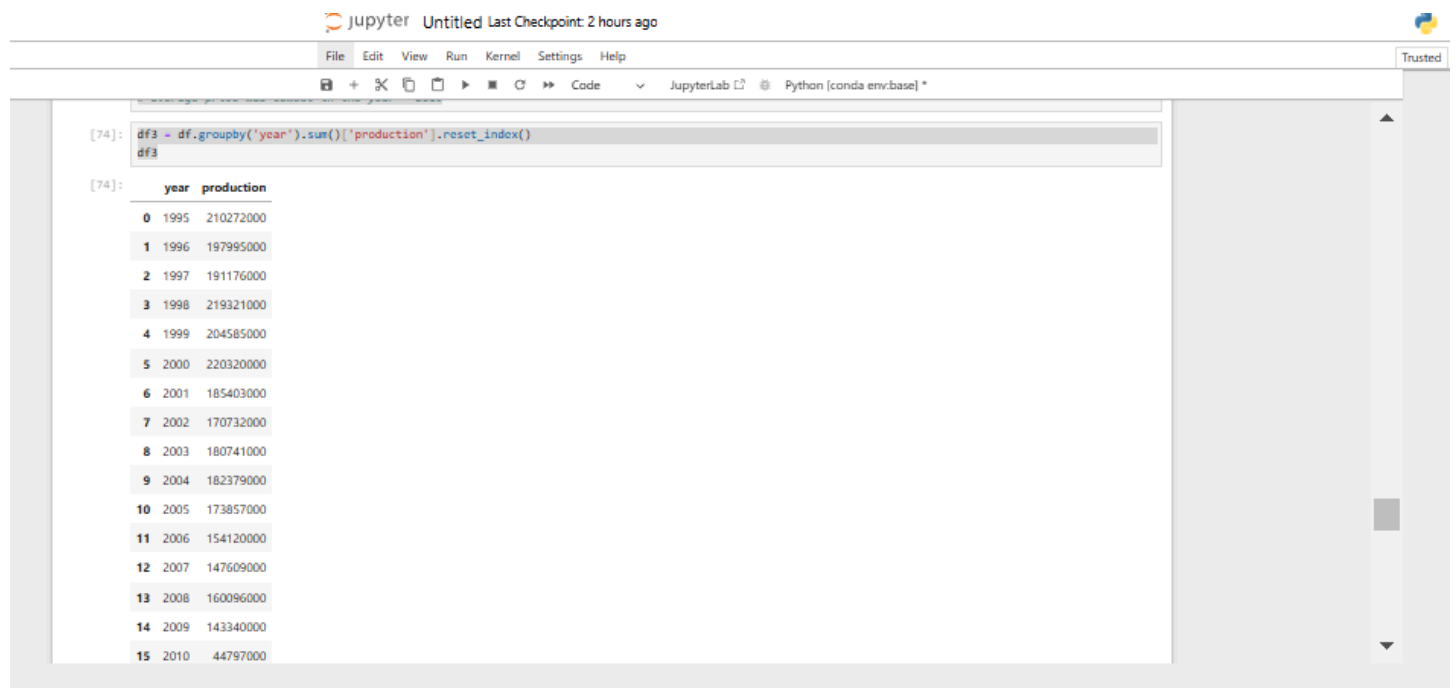 jupyter Untitled Last Checkpoint: 2 hours ago
File Edit View Run Kernel Settings Help
Trusted
Code JupyterLab Python [conda env:base] *
[74]: df3 = df.groupby('year').sum()['production'].reset_index()
df3
[74]: year production
0 1995 210272000
1 1996 197995000
2 1997 191176000
3 1998 219321000
4 1999 204585000
5 2000 220320000
6 2001 185403000
7 2002 170732000
8 2003 180741000
9 2004 182379000
10 2005 173857000
11 2006 154120000
12 2007 147609000
13 2008 160096000
14 2009 143340000
15 2010 44797000